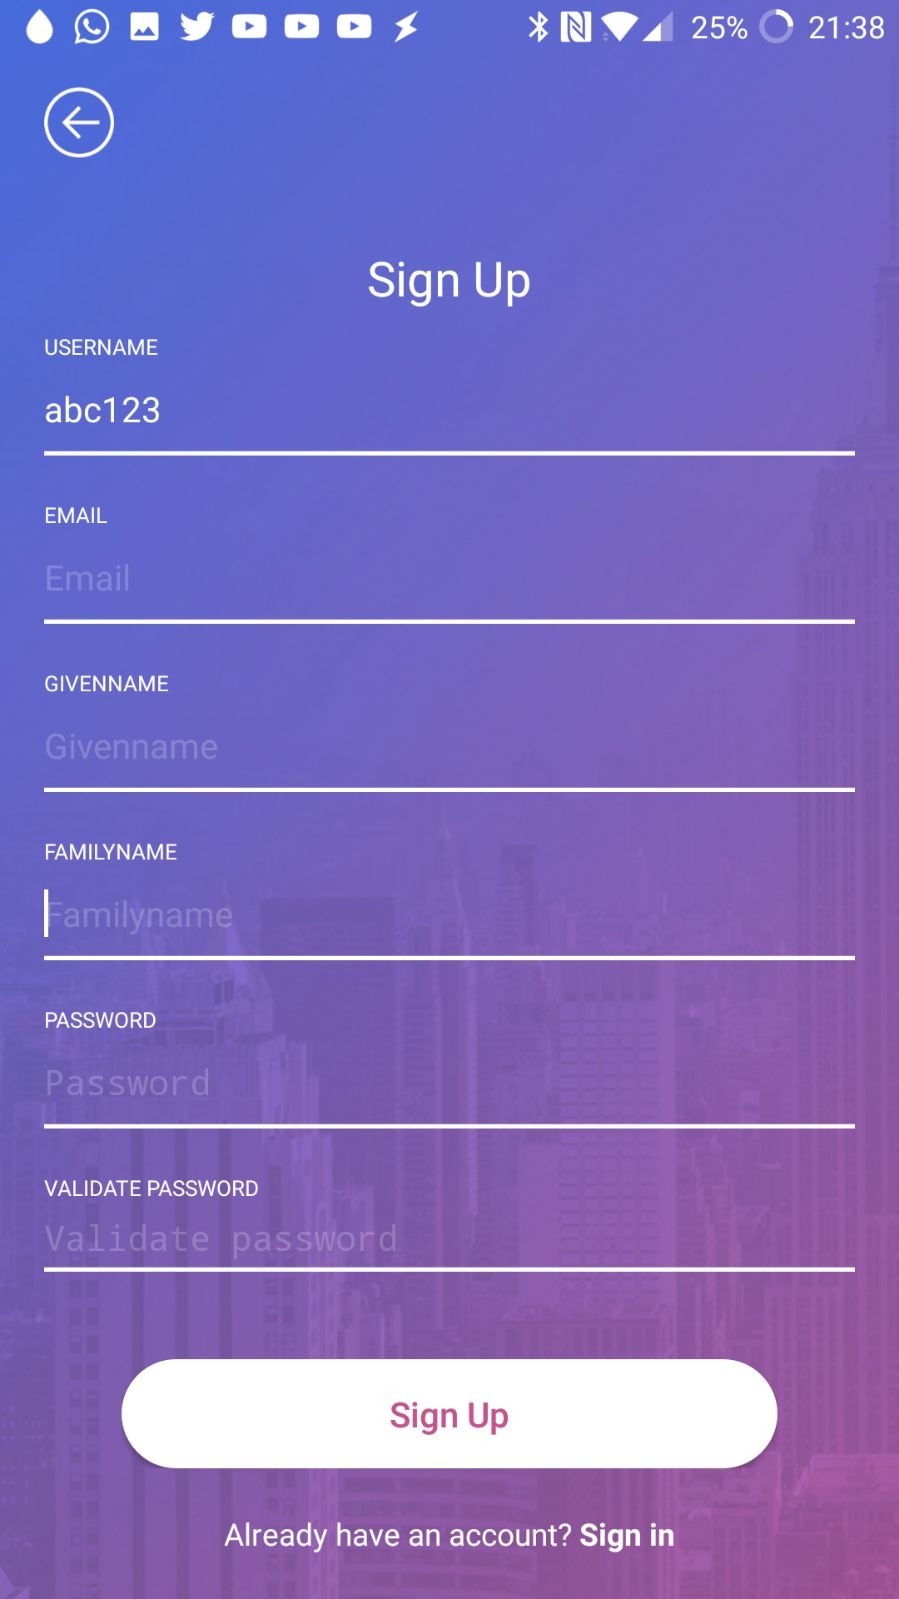 25% 21:38
Sign Up
USERNAME
abc123
EMAIL
Email
GIVENNAME
Givenname
FAMILYNAME
Familyname
PASSWORD
Password
VALIDATE PASSWORD
Validate password
Sign Up
Already have an account? Sign in